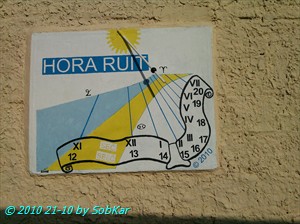 HORA RUIT
VII
20
VI
19
V
IV
18
III
17
16
II
15
I
14
XII
13
XI
12
© 2010
© 2010 21-10 by SobKar